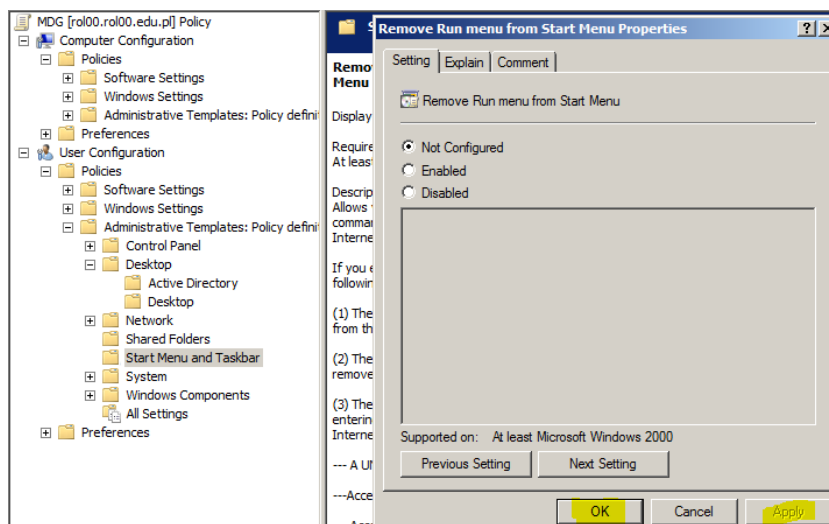 MDG [rol00.rol00.edu.pl] Policy
Computer Configuration
Policies
Software Settings
Windows Settings
Administrative Templates: Policy defini
Preferences
User Configuration
Policies
Software Settings
Windows Settings
Administrative Templates: Policy defini
Control Panel
Desktop
Active Directory
Desktop
Network
Shared Folders
Start Menu and Taskbar
System
Windows Components
All Settings
Preferences
Remo
Menu
Display
Require
At least
Descrip
Allows
comma
Interne
If you e
followin
(1) The
from th
(2) The
remove
(3) The
enterin
Interne
--- A UN
---Acce
Remove Run menu from Start Menu Properties
Setting
Explain
Comment
Remove Run menu from Start Menu
Not Configured
Enabled
Disabled
Supported on: At least Microsoft Windows 2000
Previous Setting
Next Setting
OK
Cancel
Apply